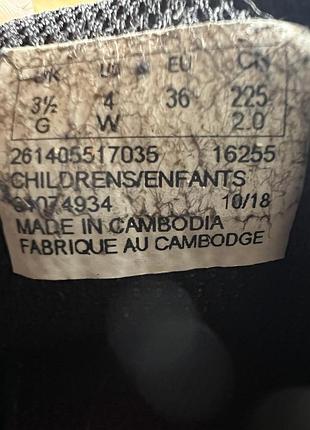 UK US EU CN
3½ 4 36 225
G W 2.0
261405517035 16255
CHILDRENS/ENFANTS
61074934 10/18
MADE IN CAMBODIA
FABRIQUE AU CAMBODGE